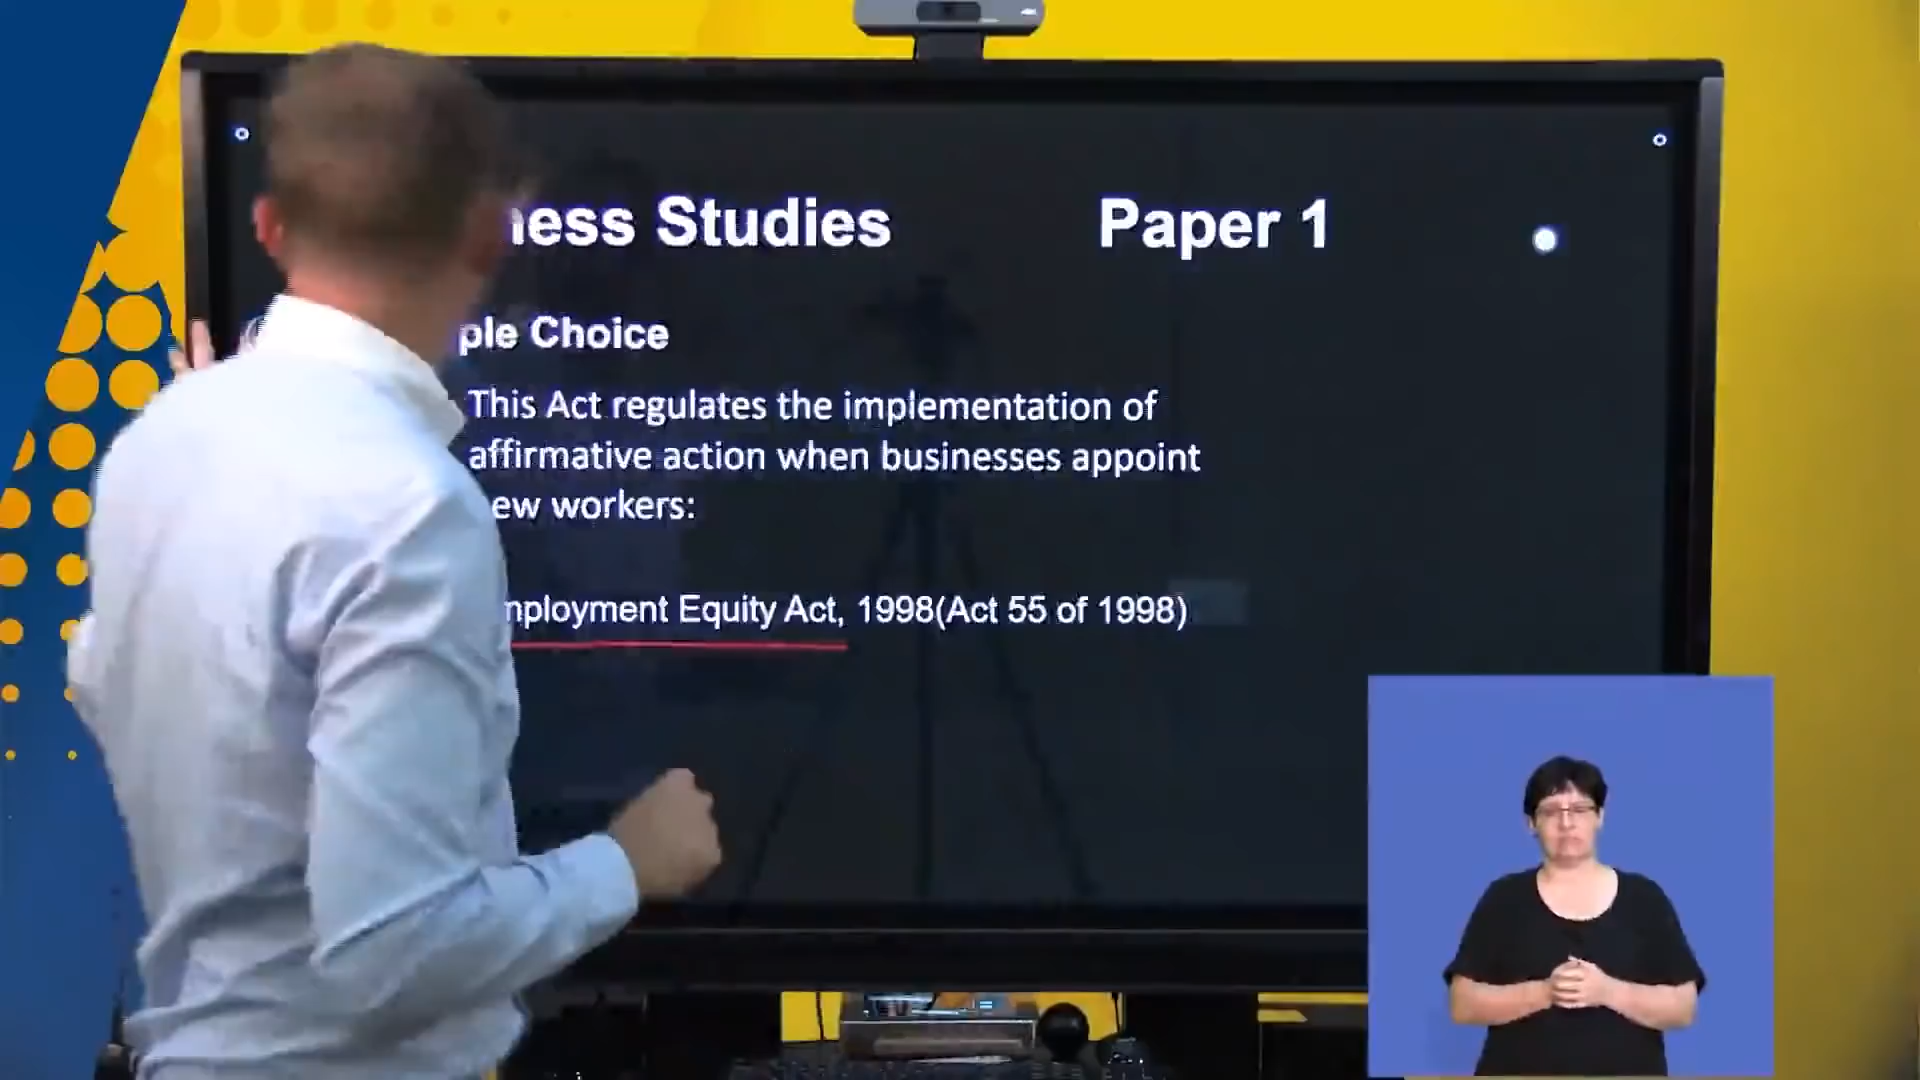 ness Studies Paper 1
ple Choice
This Act regulates the implementation of
affirmative action when businesses appoint
ew workers:
mployment Equity Act, 1998(Act 55 of 1998)